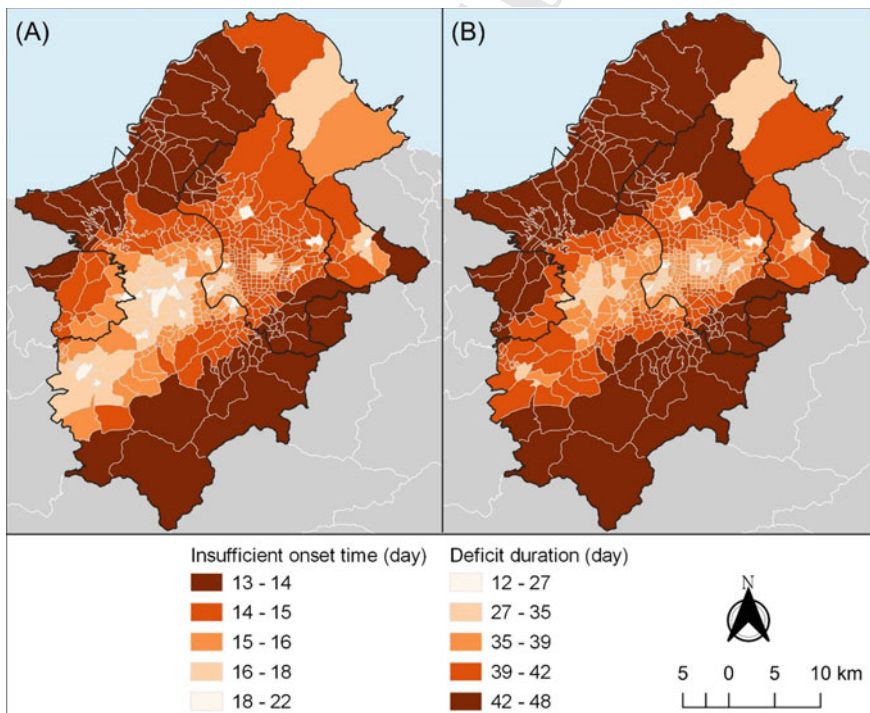 (A)
(B)
Insufficient onset time (day)
13 - 14
14 - 15
15 - 16
16 - 18
18 - 22
Deficit duration (day)
12 - 27
27 - 35
35 - 39
39 - 42
42 - 48
N
5 0 5 10 km